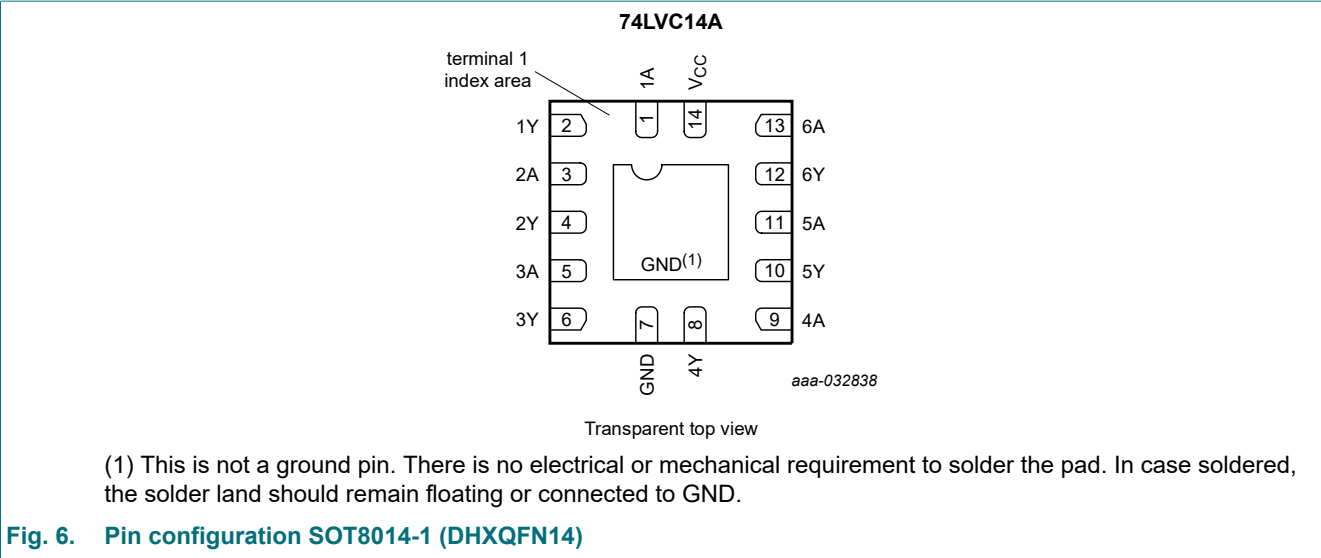 74LVC14A
terminal 1
index area
1A
VCC
1
14
1Y
2
13
6A
2A
3
12
6Y
2Y
4
11
5A
3A
5
GND(1)
10
5Y
3Y
6
7
8
9
4A
GND
4Y
aaa-032838
Transparent top view
(1) This is not a ground pin. There is no electrical or mechanical requirement to solder the pad. In case soldered,
the solder land should remain floating or connected to GND.
Fig. 6. Pin configuration SOT8014-1 (DHXQFN14)